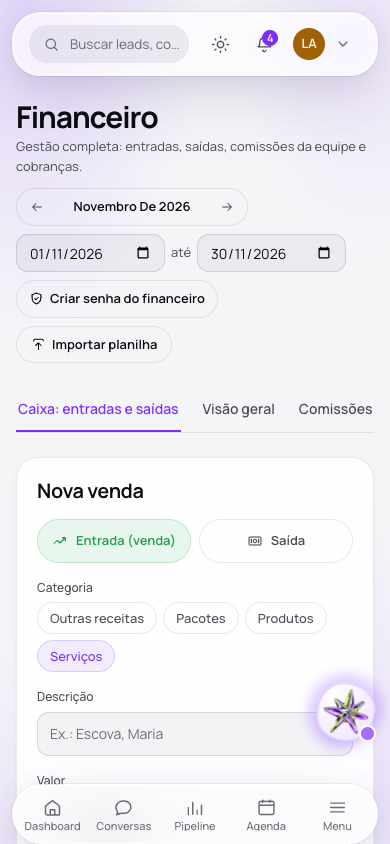 Buscar leads, co...
4
LA
Financeiro
Gestão completa: entradas, saídas, comissões da equipe e
cobranças.
Novembro De 2026
01/11/2026 até 30/11/2026
Criar senha do financeiro
Importar planilha
Caixa: entradas e saídas Visão geral Comissões
Nova venda
Entrada (venda) Saída
Categoria
Outras receitas Pacotes Produtos
Serviços
Descrição
Ex.: Escova, Maria
Valor
Dashboard Conversas Pipeline Agenda Menu